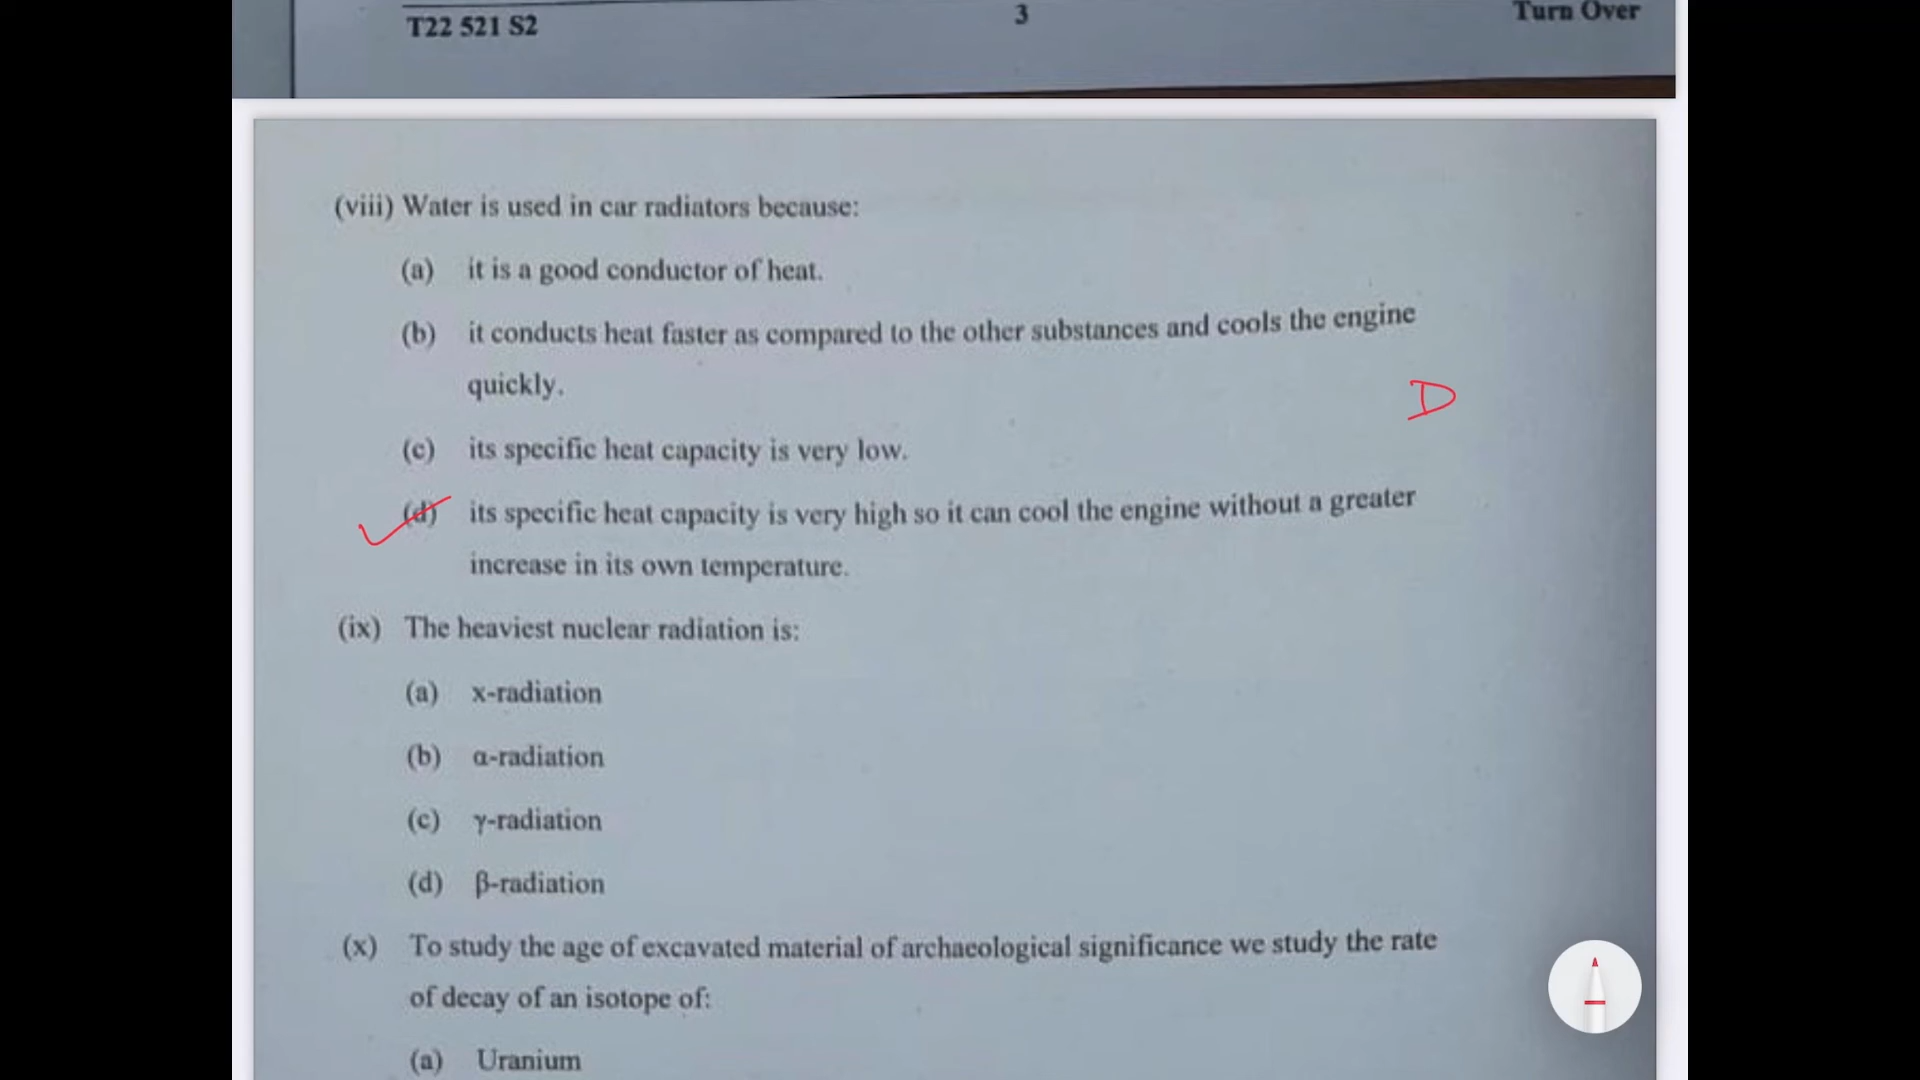 T22 521 S2 3 Turn Over
(viii) Water is used in car radiators because:
(a) it is a good conductor of heat.
(b) it conducts heat faster as compared to the other substances and cools the engine
quickly.
D
(c) its specific heat capacity is very low.
(d) its specific heat capacity is very high so it can cool the engine without a greater
increase in its own temperature.
(ix) The heaviest nuclear radiation is:
(a) x-radiation
(b) α-radiation
(c) γ-radiation
(d) β-radiation
(x) To study the age of excavated material of archaeological significance we study the rate
of decay of an isotope of:
(a) Uranium